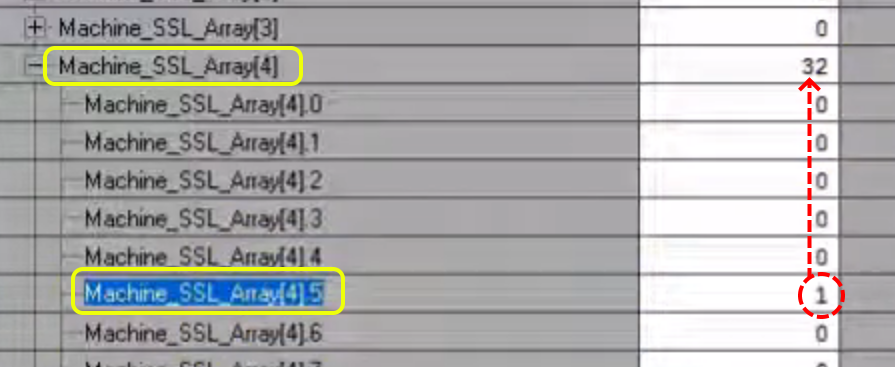 Machine_SSL_Array[3] 0
Machine_SSL_Array[4] 32
Machine_SSL_Array[4].0 0
Machine_SSL_Array[4].1 0
Machine_SSL_Array[4].2 0
Machine_SSL_Array[4].3 0
Machine_SSL_Array[4].4 0
Machine_SSL_Array[4].5 1
Machine_SSL_Array[4].6 0